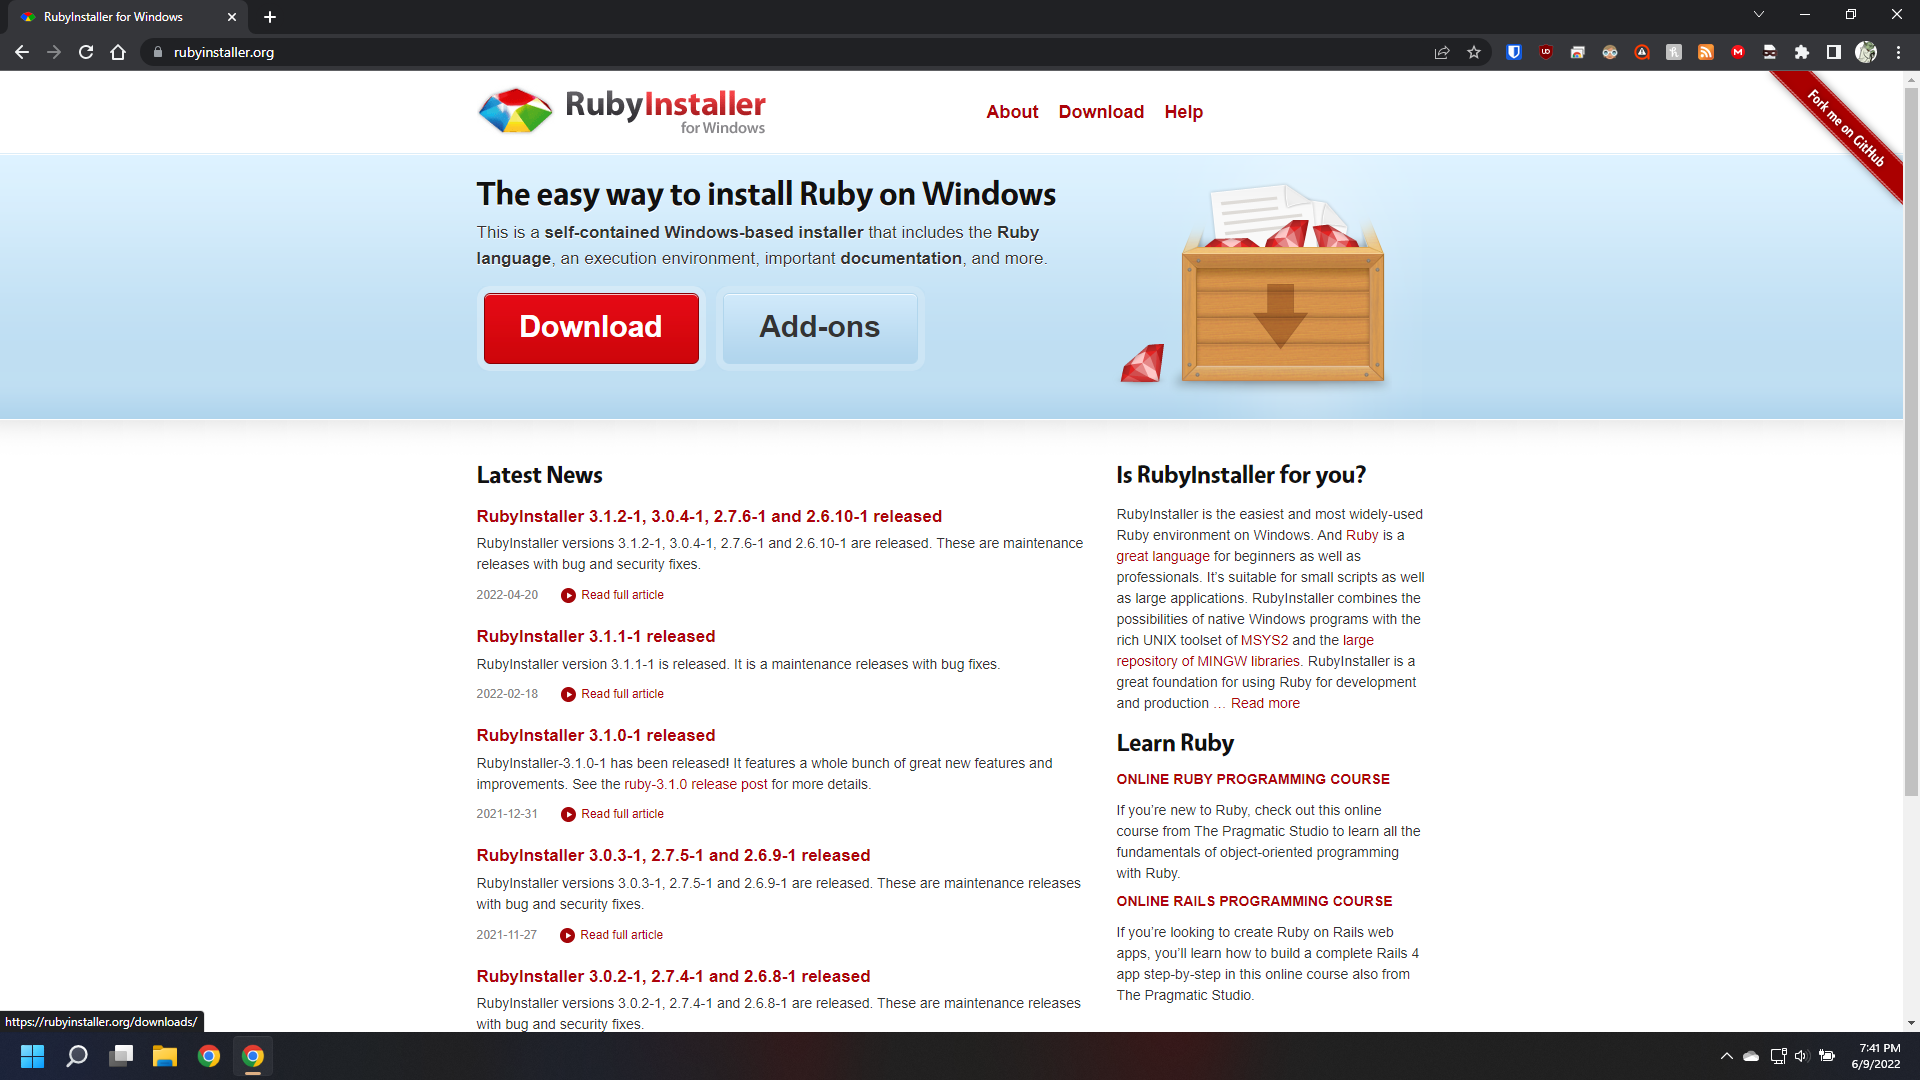 RubyInstaller for Windows
rubyinstaller.org
RubyInstaller
for Windows
About Download Help
Fork me on GitHub
The easy way to install Ruby on Windows
This is a self-contained Windows-based installer that includes the Ruby
language, an execution environment, important documentation, and more.
Download
Add-ons
Latest News
RubyInstaller 3.1.2-1, 3.0.4-1, 2.7.6-1 and 2.6.10-1 released
RubyInstaller versions 3.1.2-1, 3.0.4-1, 2.7.6-1 and 2.6.10-1 are released. These are maintenance
releases with bug and security fixes.
2022-04-20 Read full article
RubyInstaller 3.1.1-1 released
RubyInstaller version 3.1.1-1 is released. It is a maintenance releases with bug fixes.
2022-02-18 Read full article
RubyInstaller 3.1.0-1 released
RubyInstaller-3.1.0-1 has been released! It features a whole bunch of great new features and
improvements. See the ruby-3.1.0 release post for more details.
2021-12-31 Read full article
RubyInstaller 3.0.3-1, 2.7.5-1 and 2.6.9-1 released
RubyInstaller versions 3.0.3-1, 2.7.5-1 and 2.6.9-1 are released. These are maintenance releases
with bug and security fixes.
2021-11-27 Read full article
RubyInstaller 3.0.2-1, 2.7.4-1 and 2.6.8-1 released
RubyInstaller versions 3.0.2-1, 2.7.4-1 and 2.6.8-1 are released. These are maintenance releases
with bug and security fixes.
Is RubyInstaller for you?
RubyInstaller is the easiest and most widely-used
Ruby environment on Windows. And Ruby is a
great language for beginners as well as
professionals. It’s suitable for small scripts as well
as large applications. RubyInstaller combines the
possibilities of native Windows programs with the
rich UNIX toolset of MSYS2 and the large
repository of MINGW libraries. RubyInstaller is a
great foundation for using Ruby for development
and production … Read more
Learn Ruby
ONLINE RUBY PROGRAMMING COURSE
If you’re new to Ruby, check out this online
course from The Pragmatic Studio to learn all the
fundamentals of object-oriented programming
with Ruby.
ONLINE RAILS PROGRAMMING COURSE
If you’re looking to create Ruby on Rails web
apps, you’ll learn how to build a complete Rails 4
app step-by-step in this online course also from
The Pragmatic Studio.
https://rubyinstaller.org/downloads/
7:41 PM
6/9/2022